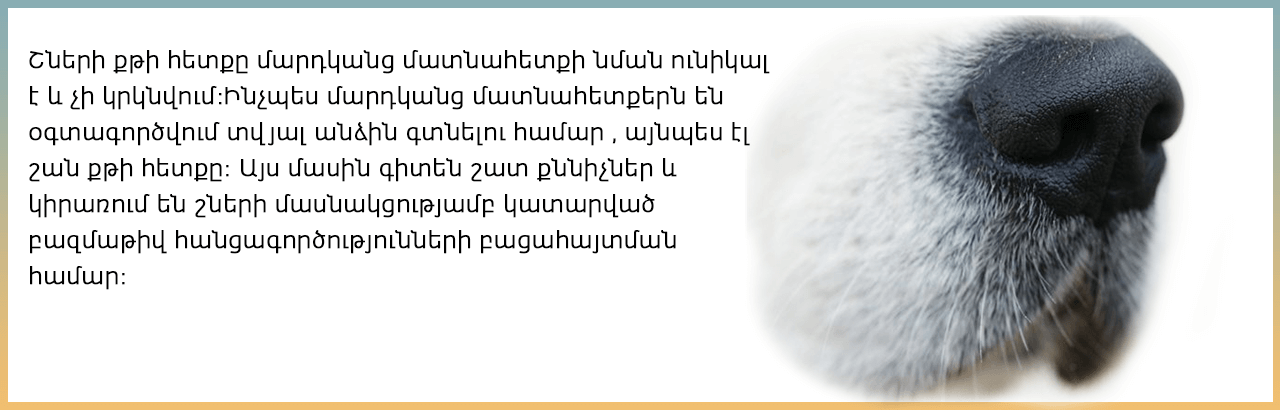 Շների քթի հետքը մարդկանց մատնահետքի նման ունիկալ
է և չի կրկնվում:Ինչպես մարդկանց մատնահետքերն են
օգտագործվում տվյալ անձին գտնելու համար , այնպես էլ
շան քթի հետքը: Այս մասին գիտեն շատ քննիչներ և
կիրառում են շների մասնակցությամբ կատարված
բազմաթիվ հանցագործությունների բացահայտման
համար: